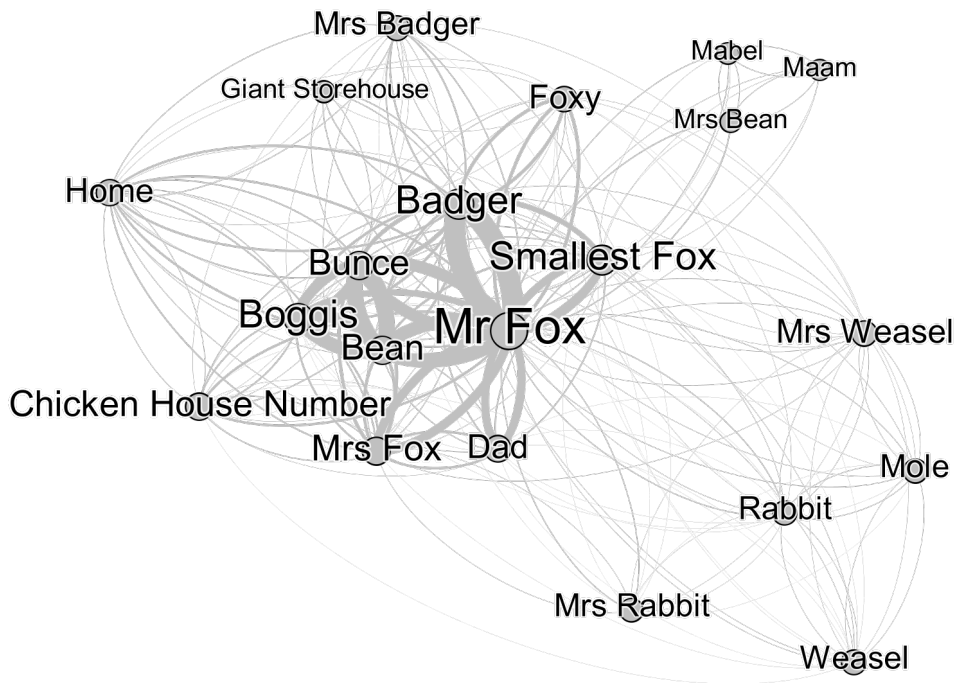 Mrs Badger
Mabel
Maam
Giant Storehouse
Foxy
Mrs Bean
Home
Badger
Smallest Fox
Bunce
Boggis
Mr Fox
Bean
Mrs Weasel
Chicken House Number
Mrs Fox
Dad
Mole
Rabbit
Mrs Rabbit
Weasel